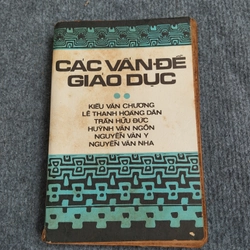 CÁC VẤN-ĐỀ
GIÁO DỤC
KIỀU VĂN CHƯƠNG
LÊ THANH HOÀNG DÂN
TRẦN HỮU ĐỨC
HUỲNH VĂN NGÔN
NGUYỄN VĂN Y
NGUYỄN VĂN NHA